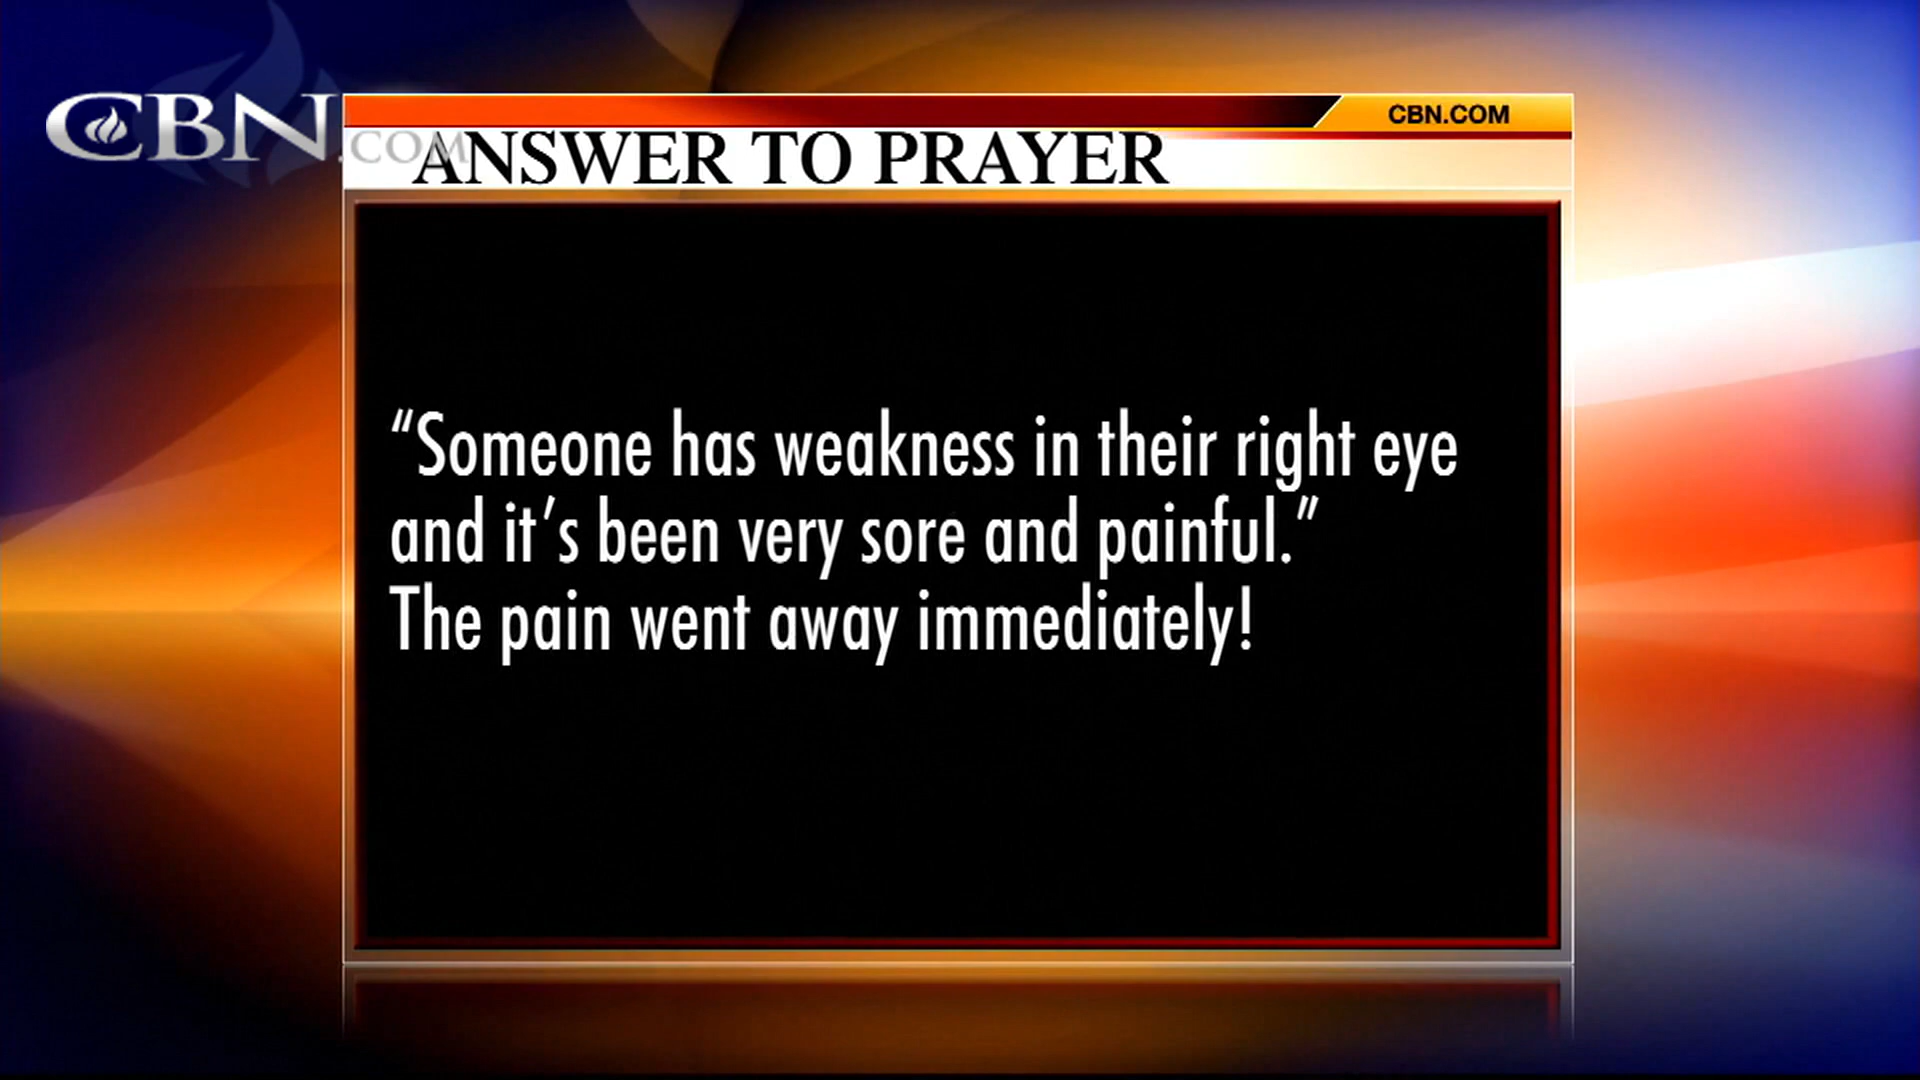 CBN.COM
CBN.COM
ANSWER TO PRAYER
“Someone has weakness in their right eye
and it’s been very sore and painful.”
The pain went away immediately!